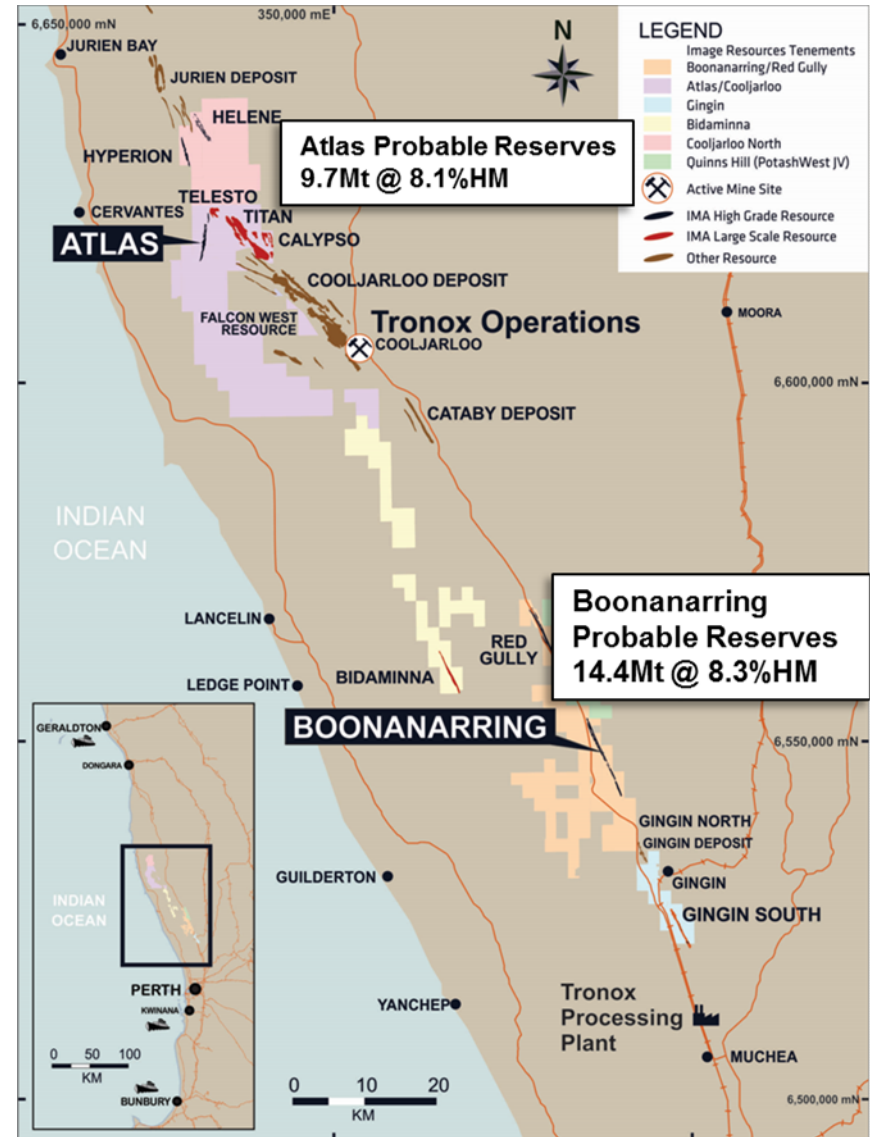 6,650,000 mN
350,000 mE
JURIEN BAY
JURIEN DEPOSIT
N
LEGEND
Image Resources Tenements
Boonanarring/Red Gully
Atlas/Cooljarloo
Gingin
Bidaminna
Cooljarloo North
Quinns Hill (PotashWest JV)
Active Mine Site
IMA High Grade Resource
IMA Large Scale Resource
Other Resource
HELENE
HYPERION
Atlas Probable Reserves
9.7Mt @ 8.1%HM
TELESTO
CERVANTES
TITAN
ATLAS
CALYPSO
COOLJARLOO DEPOSIT
FALCON WEST
RESOURCE
Tronox Operations
COOLJARLOO
MOORA
6,600,000 mN
CATABY DEPOSIT
INDIAN
OCEAN
LANCELIN
RED
GULLY
Boonanarring
Probable Reserves
14.4Mt @ 8.3%HM
BIDAMINNA
LEDGE POINT
BOONANARRING
6,550,000 mN
GINGIN NORTH
GINGIN DEPOSIT
GUILDERTON
GINGIN
GINGIN SOUTH
YANCHEP
Tronox
Processing
Plant
MUCHEA
0 10 20
KM
6,500,000 mN
GERALDTON
DONGARA
INDIAN
OCEAN
PERTH
KWINANA
0 50 100
KM
BUNBURY